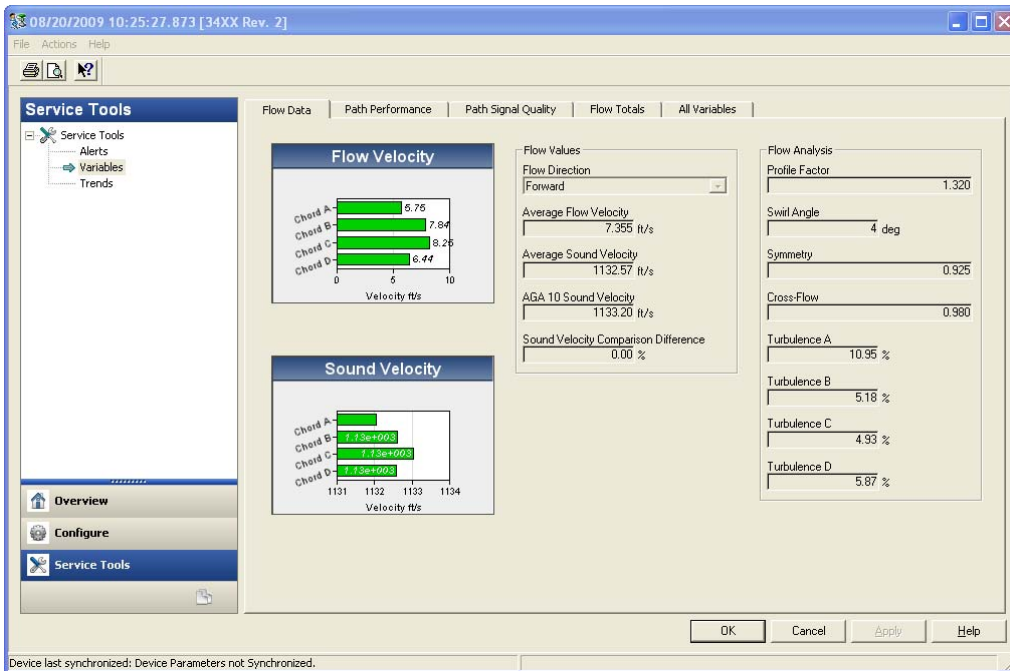 08/20/2009 10:25:27.873 [34XX Rev. 2]
File Actions Help
Service Tools
Service Tools
Alerts
Variables
Trends
Overview
Configure
Service Tools
Flow Data
Path Performance
Path Signal Quality
Flow Totals
All Variables
Flow Velocity
Chord A
5.75
Chord B
7.84
Chord C
8.26
Chord D
6.44
0 5 10
Velocity ft/s
Sound Velocity
Chord A
Chord B
1.13e+003
Chord C
1.13e+003
Chord D
1.13e+003
1131 1132 1133 1134
Velocity ft/s
Flow Values
Flow Direction
Forward
Average Flow Velocity
7.355 ft/s
Average Sound Velocity
1132.57 ft/s
AGA 10 Sound Velocity
1133.20 ft/s
Sound Velocity Comparison Difference
0.00 %
Flow Analysis
Profile Factor
1.320
Swirl Angle
4 deg
Symmetry
0.925
Cross-Flow
0.980
Turbulence A
10.95 %
Turbulence B
5.18 %
Turbulence C
4.93 %
Turbulence D
5.87 %
OK
Cancel
Apply
Help
Device last synchronized: Device Parameters not Synchronized.